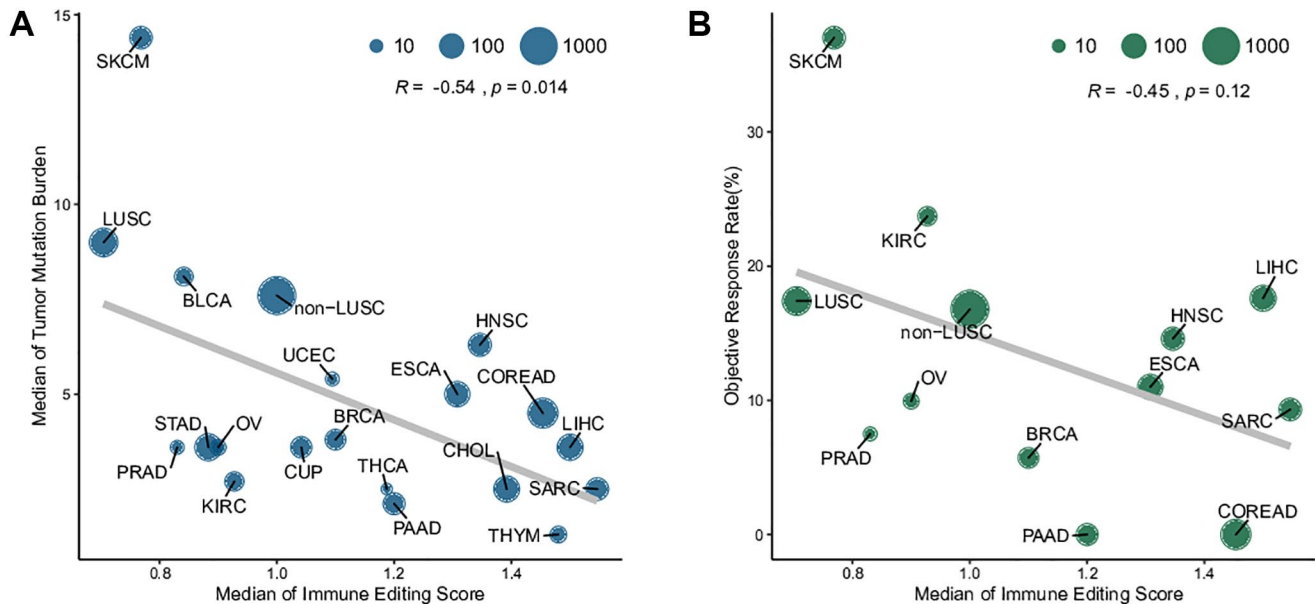 A
15
10
5
Median of Tumor Mutation Burden
10
100
1000
R = -0.54 , p = 0.014
SKCM
LUSC
BLCA
non-LUSC
UCEC
HNSC
ESCA
COREAD
STAD
OV
BRCA
LIHC
PRAD
CUP
THCA
CHOL
KIRC
PAAD
SARC
THYM
0.8
1.0
1.2
1.4
Median of Immune Editing Score
B
30
20
10
0
Objective Response Rate(%)
10
100
1000
R = -0.45 , p = 0.12
SKCM
KIRC
LIHC
LUSC
non-LUSC
HNSC
ESCA
OV
SARC
PRAD
BRCA
COREAD
PAAD
0.8
1.0
1.2
1.4
Median of Immune Editing Score